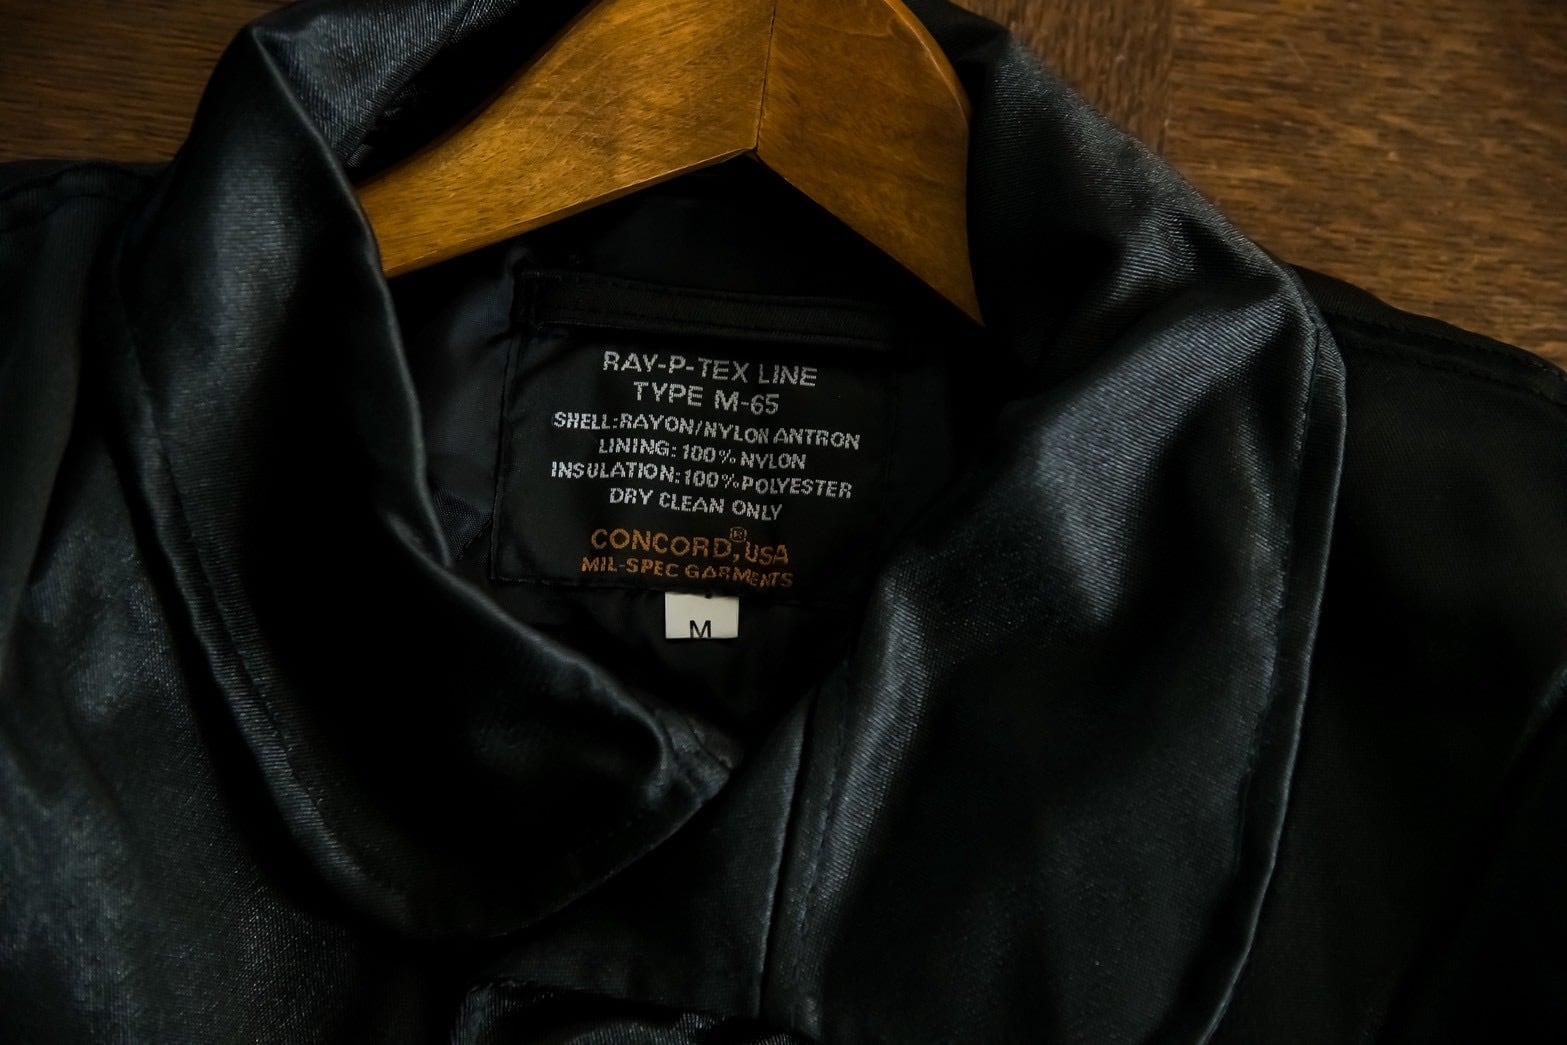 RAY-P-TEX LINE
TYPE M-65
SHELL:RAYON/NYLON ANTRON
LINING:100% NYLON
INSULATION:100%POLYESTER
DRY CLEAN ONLY
CONCORD®, USA
MIL-SPEC GARMENTS
M